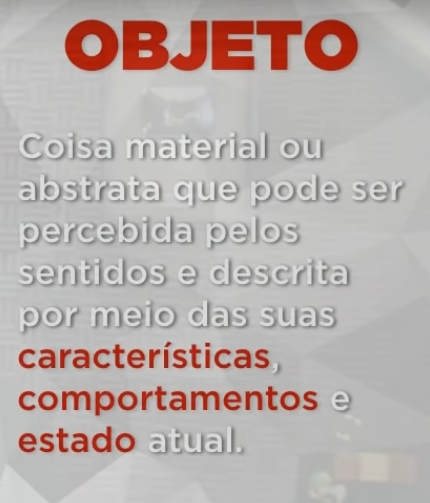 OBJETO
Coisa material ou
abstrata que pode ser
percebida pelos
sentidos e descrita
por meio das suas
características,
comportamentos e
estado atual.